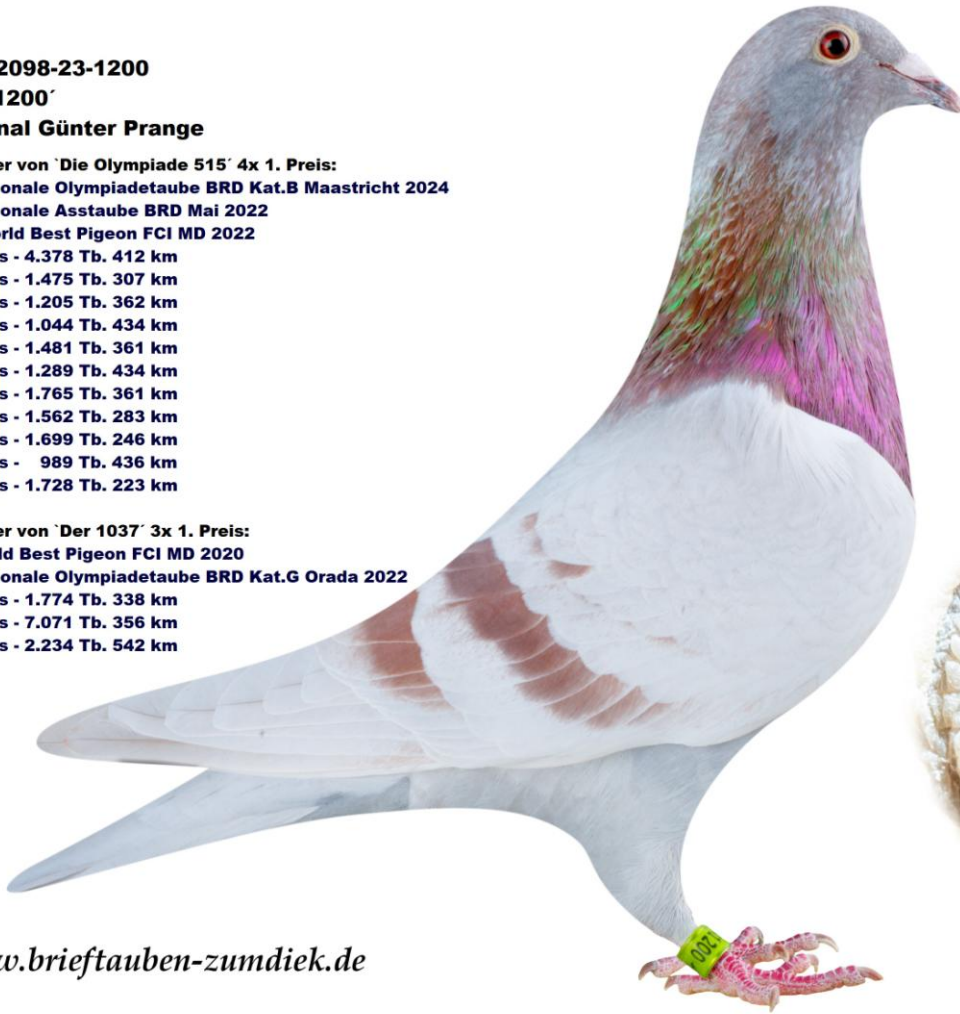 2098-23-1200
1200´
nal Günter Prange
er von `Die Olympiade 515´ 4x 1. Preis:
onale Olympiadetaube BRD Kat.B Maastricht 2024
onale Asstaube BRD Mai 2022
rld Best Pigeon FCI MD 2022
s - 4.378 Tb. 412 km
s - 1.475 Tb. 307 km
s - 1.205 Tb. 362 km
s - 1.044 Tb. 434 km
s - 1.481 Tb. 361 km
s - 1.289 Tb. 434 km
s - 1.765 Tb. 361 km
s - 1.562 Tb. 283 km
s - 1.699 Tb. 246 km
s - 989 Tb. 436 km
s - 1.728 Tb. 223 km
er von `Der 1037´ 3x 1. Preis:
ld Best Pigeon FCI MD 2020
onale Olympiadetaube BRD Kat.G Orada 2022
s - 1.774 Tb. 338 km
s - 7.071 Tb. 356 km
s - 2.234 Tb. 542 km
w.brieftauben-zumdiek.de
1200